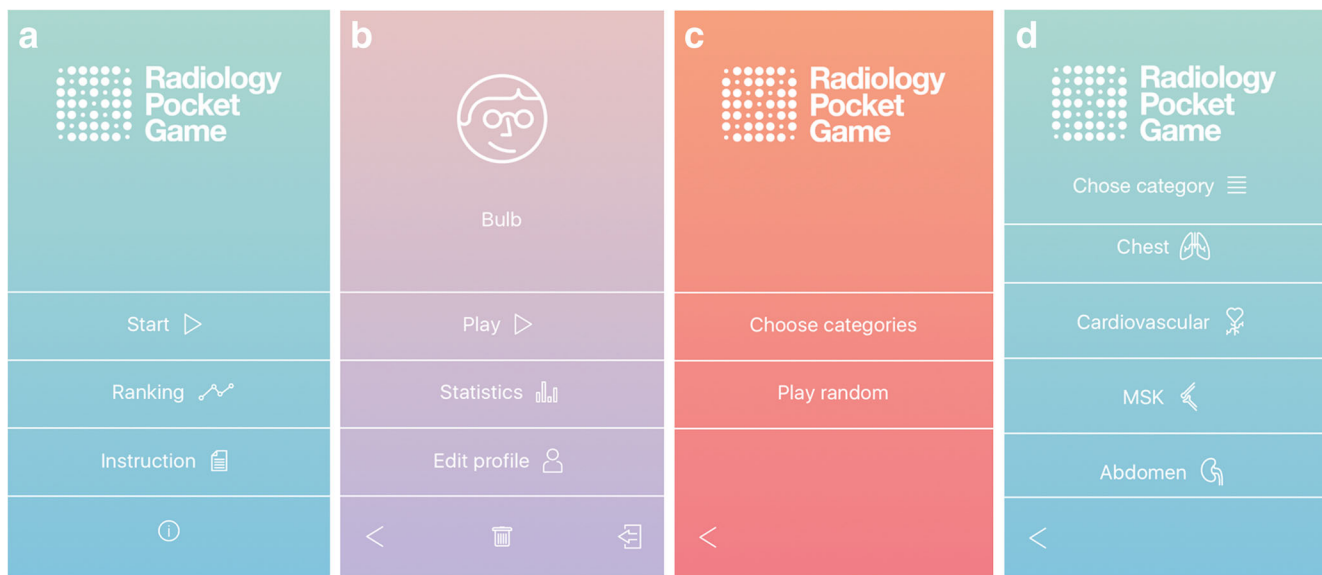 a
Radiology
Pocket
Game
Start
Ranking
Instruction
b
Bulb
Play
Statistics
Edit profile
c
Radiology
Pocket
Game
Choose categories
Play random
d
Radiology
Pocket
Game
Chose category
Chest
Cardiovascular
MSK
Abdomen